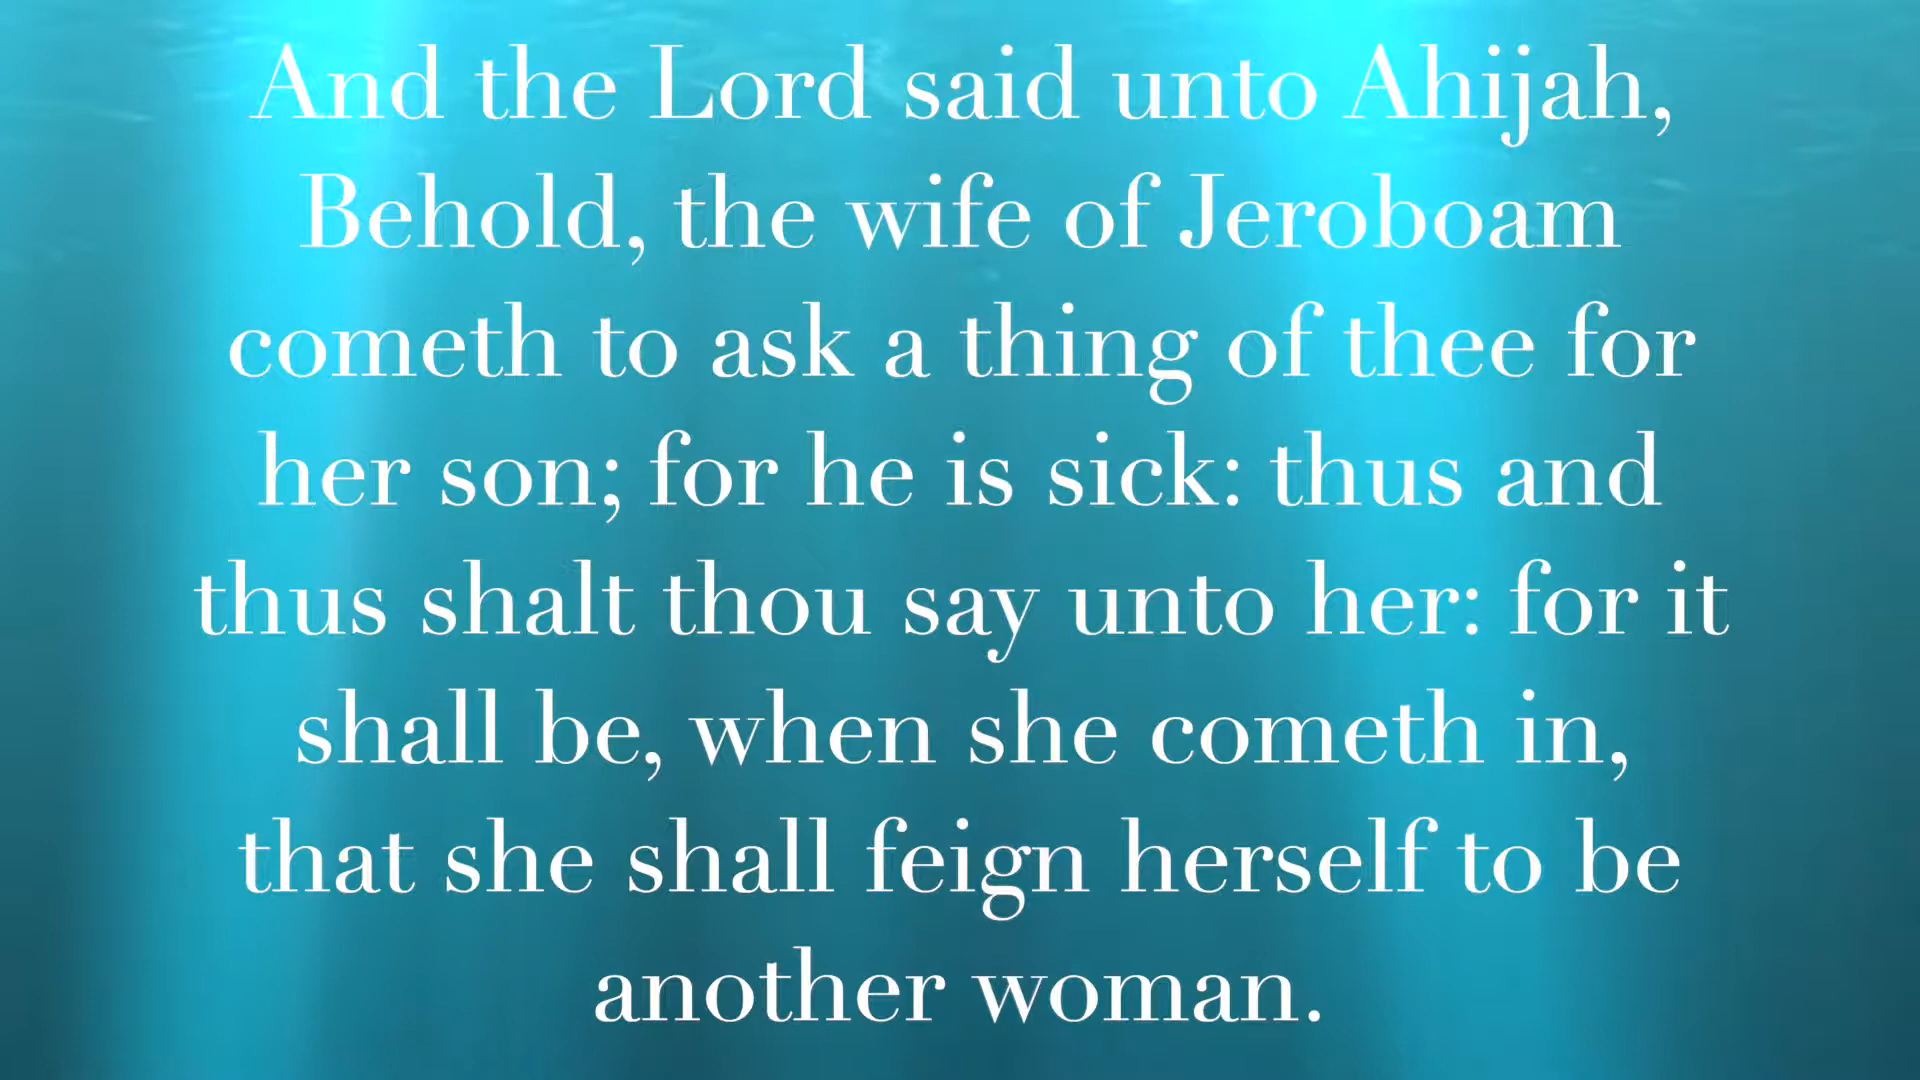 And the Lord said unto Ahijah,
Behold, the wife of Jeroboam
cometh to ask a thing of thee for
her son; for he is sick: thus and
thus shalt thou say unto her: for it
shall be, when she cometh in,
that she shall feign herself to be
another woman.